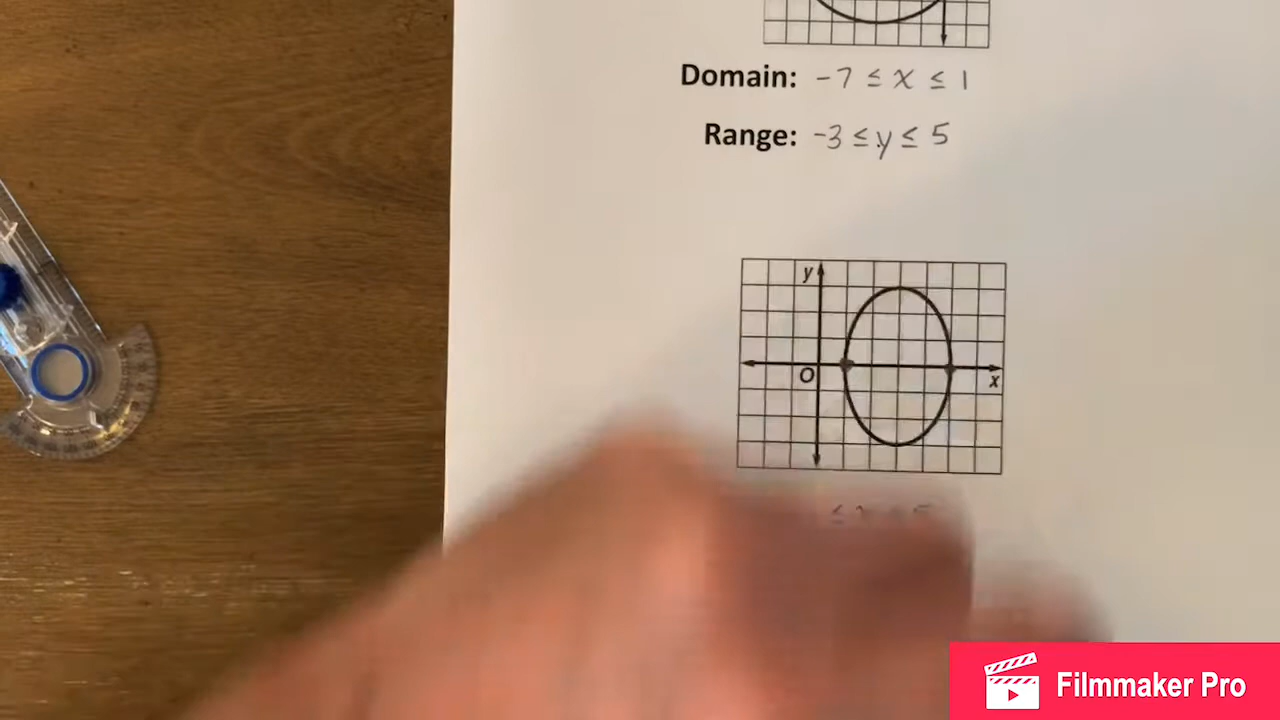 Domain: -7 ≤ x ≤ 1
Range: -3 ≤ y ≤ 5
y
O
x
Filmmaker Pro